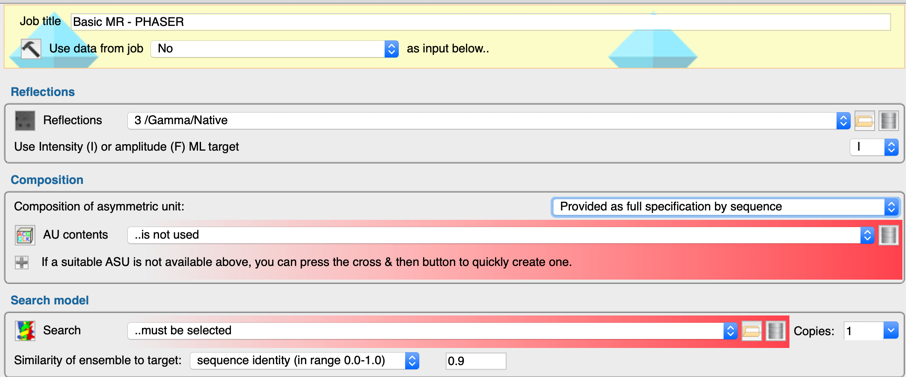 Job title Basic MR - PHASER
Use data from job No as input below..
Reflections
Reflections 3 /Gamma/Native
Use Intensity (I) or amplitude (F) ML target I
Composition
Composition of asymmetric unit: Provided as full specification by sequence
AU contents ..is not used
If a suitable ASU is not available above, you can press the cross & then button to quickly create one.
Search model
Search ..must be selected Copies: 1
Similarity of ensemble to target: sequence identity (in range 0.0-1.0) 0.9